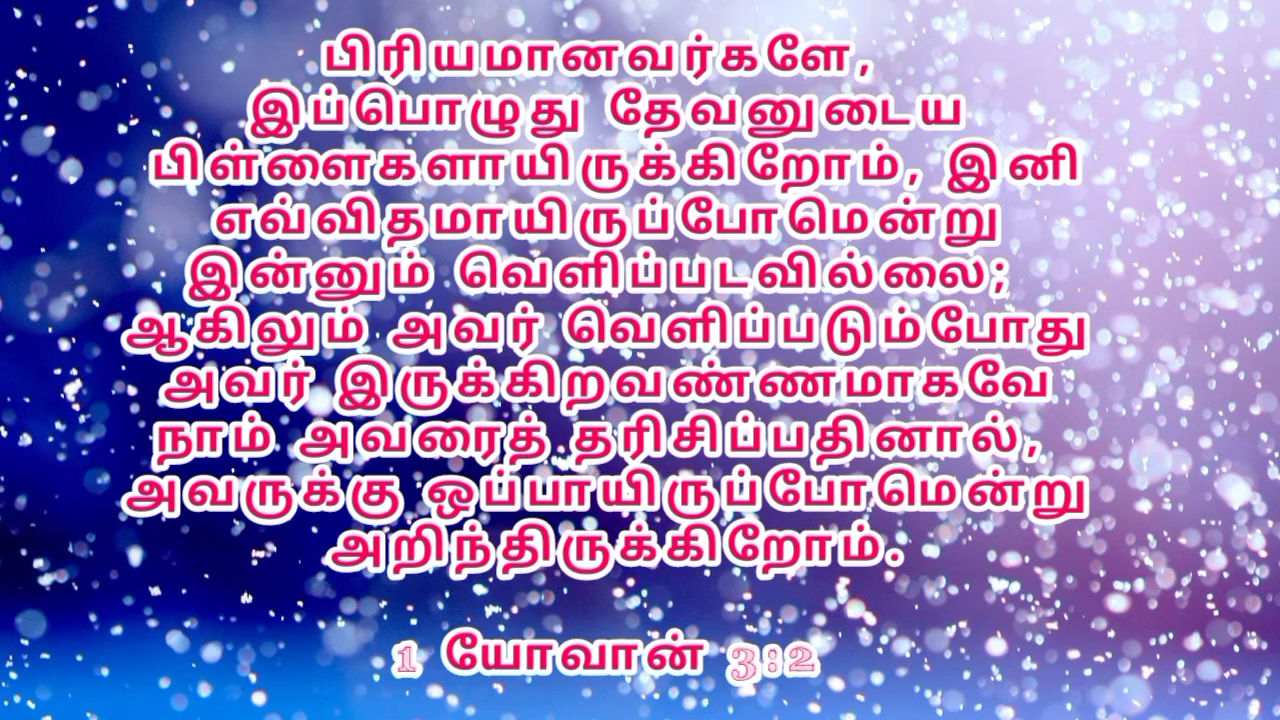 பிரியமானவர்களே,
இப்பொழுது தேவனுடைய
பிள்ளைகளாயிருக்கிறோம், இனி
எவ்விதமாயிருப்போமென்று
இன்னும் வெளிப்படவில்லை;
ஆகிலும் அவர் வெளிப்படும்போது
அவர் இருக்கிறவண்ணமாகவே
நாம் அவரைத் தரிசிப்பதினால்,
அவருக்கு ஒப்பாயிருப்போமென்று
அறிந்திருக்கிறோம்.
1 யோவான் 3:2